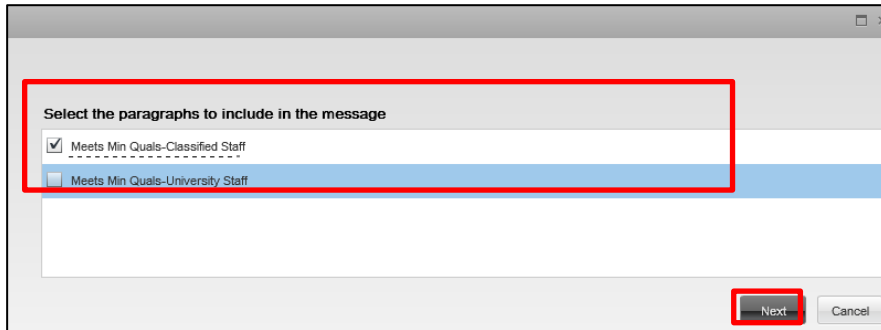 Select the paragraphs to include in the message
Meets Min Quals-Classified Staff
Meets Min Quals-University Staff
Next Cancel